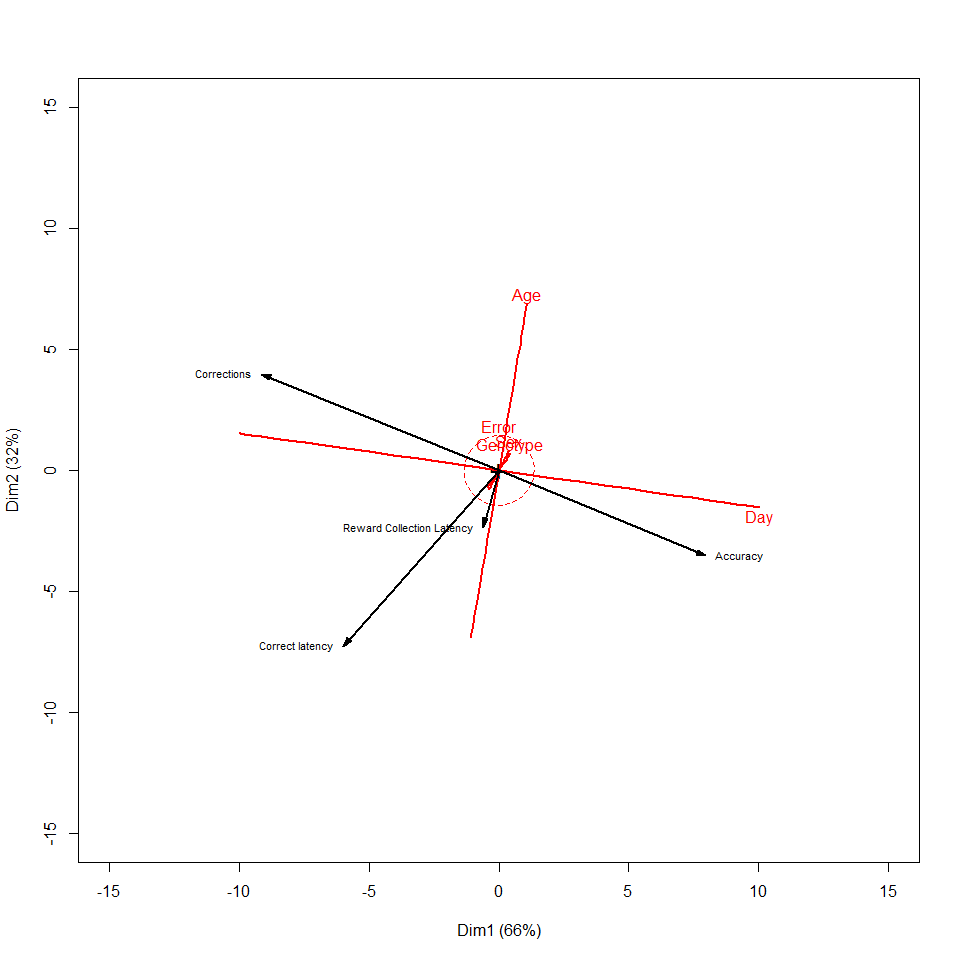 15
10
5
0
-5
-10
-15
Dim2 (32%)
Age
Corrections
Error
Sex
Genotype
Reward Collection Latency
Day
Accuracy
Correct latency
-15
-10
-5
0
5
10
15
Dim1 (66%)